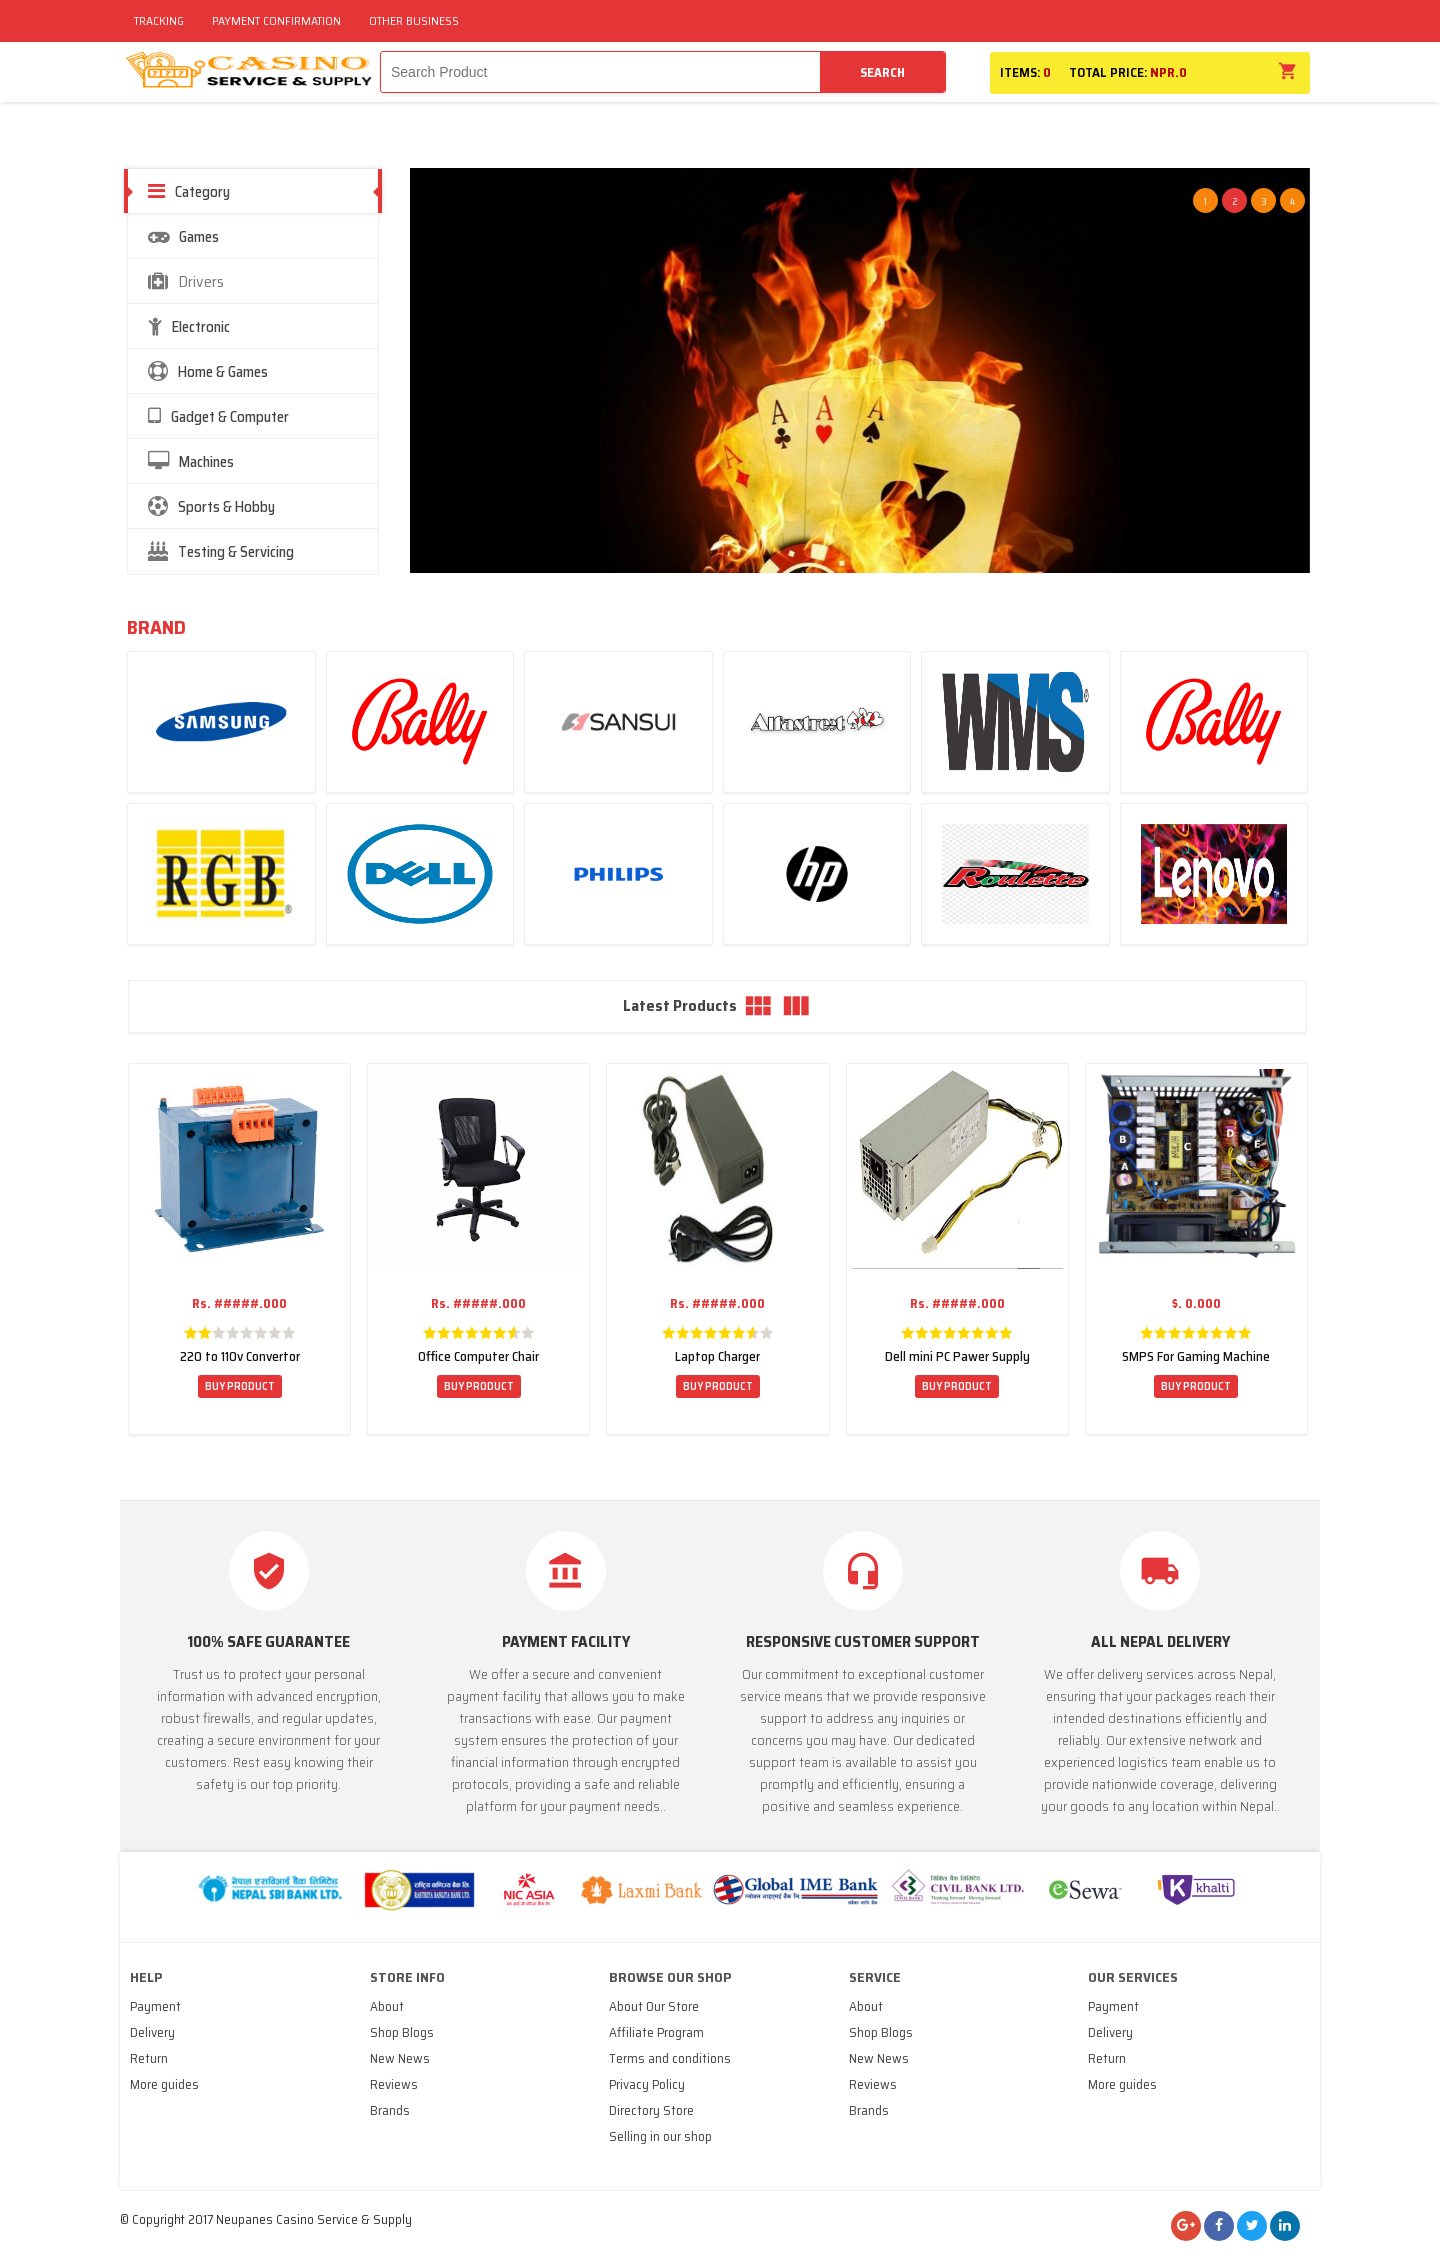 TRACKING PAYMENT CONFIRMATION OTHER BUSINESS
CASINO
SERVICE & SUPPLY
Search Product
SEARCH
ITEMS: 0 TOTAL PRICE: NPR.0
Category
Games
Drivers
Electronic
Home & Games
Gadget & Computer
Machines
Sports & Hobby
Testing & Servicing
1 2 3 4
A A A
2
BRAND
SAMSUNG
Bally
SANSUI
Alfastreet
WMS®
Bally
RGB®
DELL
PHILIPS
hp
Roulette
Lenovo
Latest Products
A B C D E
Rs. #####.000
220 to 110v Convertor
BUY PRODUCT
Rs. #####.000
Office Computer Chair
BUY PRODUCT
Rs. #####.000
Laptop Charger
BUY PRODUCT
Rs. #####.000
Dell mini PC Pawer Supply
BUY PRODUCT
$. 0.000
SMPS For Gaming Machine
BUY PRODUCT
100% SAFE GUARANTEE
Trust us to protect your personal
information with advanced encryption,
robust firewalls, and regular updates,
creating a secure environment for your
customers. Rest easy knowing their
safety is our top priority.
PAYMENT FACILITY
We offer a secure and convenient
payment facility that allows you to make
transactions with ease. Our payment
system ensures the protection of your
financial information through encrypted
protocols, providing a safe and reliable
platform for your payment needs..
RESPONSIVE CUSTOMER SUPPORT
Our commitment to exceptional customer
service means that we provide responsive
support to address any inquiries or
concerns you may have. Our dedicated
support team is available to assist you
promptly and efficiently, ensuring a
positive and seamless experience.
ALL NEPAL DELIVERY
We offer delivery services across Nepal,
ensuring that your packages reach their
intended destinations efficiently and
reliably. Our extensive network and
experienced logistics team enable us to
provide nationwide coverage, delivering
your goods to any location within Nepal..
नेपाल एसबिआई बैंक लिमिटेड
NEPAL SBI BANK LTD.
राष्ट्रिय वाणिज्य बैंक लि.
RASTRIYA BANIJYA BANK LTD.
NIC ASIA
Laxmi Bank
Global IME Bank
ग्लोबल आइएमई बैंक लि.
सिभिल बैंक लिमिटेड
CIVIL BANK LTD.
Thinking forward Moving forward
eSewa
khalti
HELP
Payment
Delivery
Return
More guides
STORE INFO
About
Shop Blogs
New News
Reviews
Brands
BROWSE OUR SHOP
About Our Store
Affiliate Program
Terms and conditions
Privacy Policy
Directory Store
Selling in our shop
SERVICE
About
Shop Blogs
New News
Reviews
Brands
OUR SERVICES
Payment
Delivery
Return
More guides
© Copyright 2017 Neupanes Casino Service & Supply
G+ f in